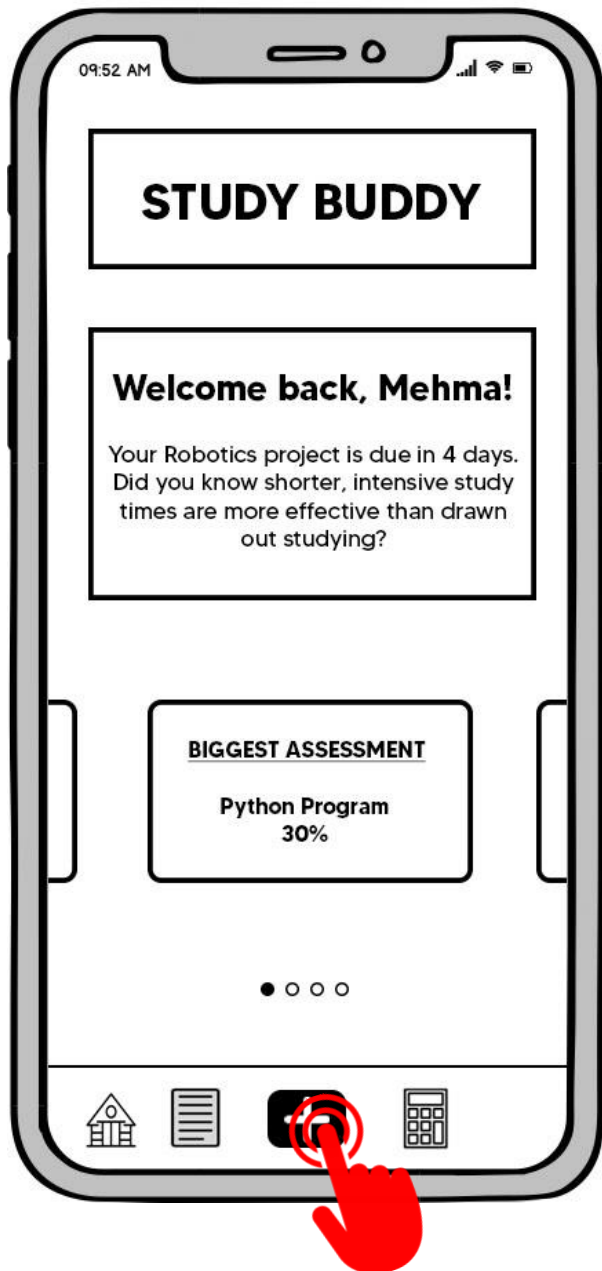 09:52 AM
STUDY BUDDY
Welcome back, Mehma!
Your Robotics project is due in 4 days.
Did you know shorter, intensive study
times are more effective than drawn
out studying?
BIGGEST ASSESSMENT
Python Program
30%